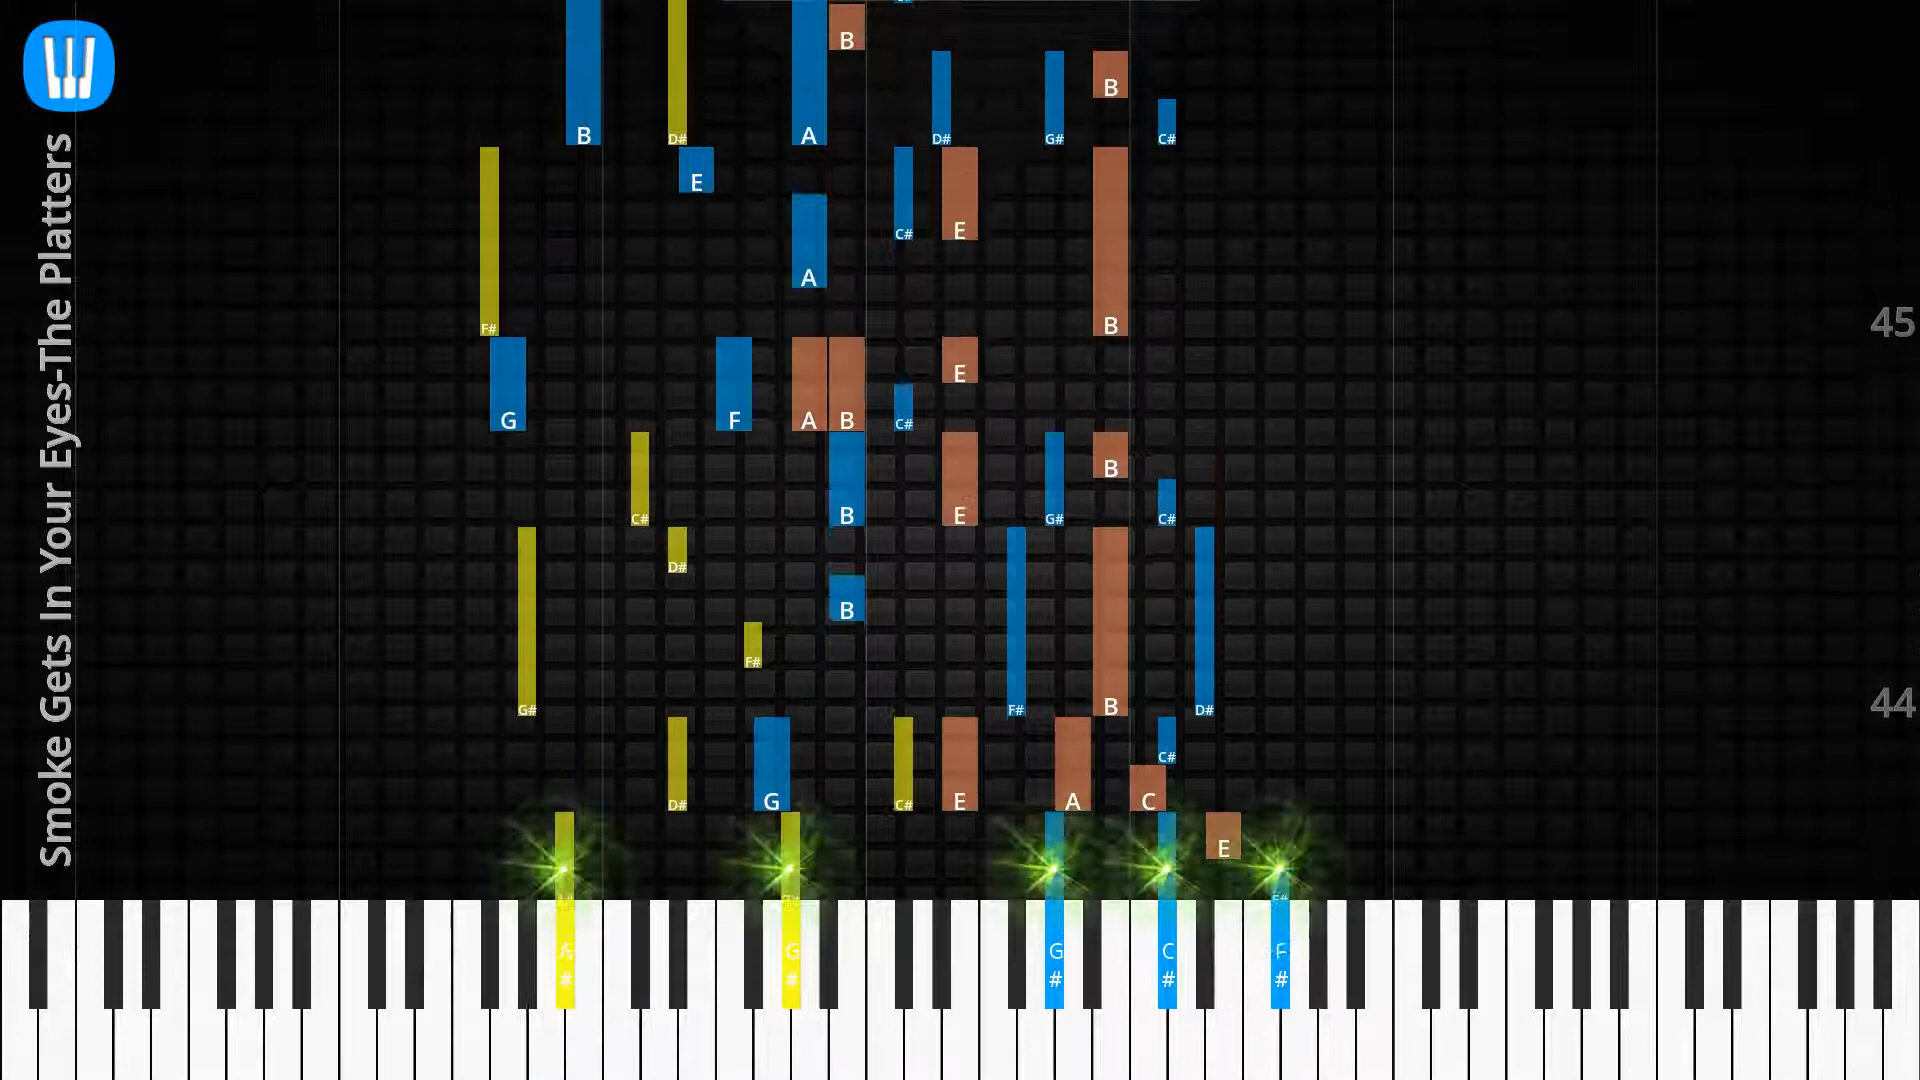 Smoke Gets In Your Eyes-The Platters
B
B D# A D# G# B C#
E
F# A C# E B
45
G F A B C# E
C# B E G# B C#
D#
B
F#
G# F# B D#
44
D# G C# E A C C#
E
F#
A# G# G# C# F#